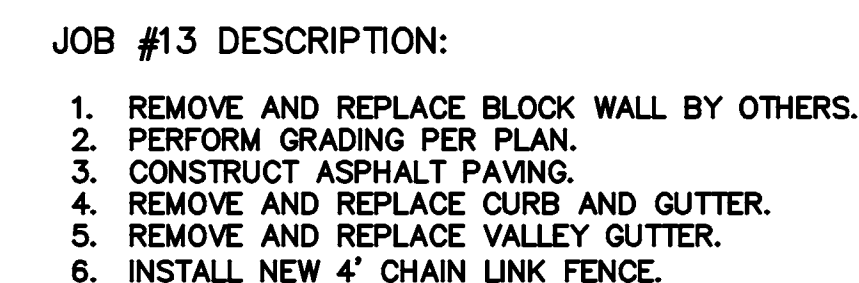 JOB #13 DESCRIPTION:
1. REMOVE AND REPLACE BLOCK WALL BY OTHERS.
2. PERFORM GRADING PER PLAN.
3. CONSTRUCT ASPHALT PAVING.
4. REMOVE AND REPLACE CURB AND GUTTER.
5. REMOVE AND REPLACE VALLEY GUTTER.
6. INSTALL NEW 4' CHAIN LINK FENCE.